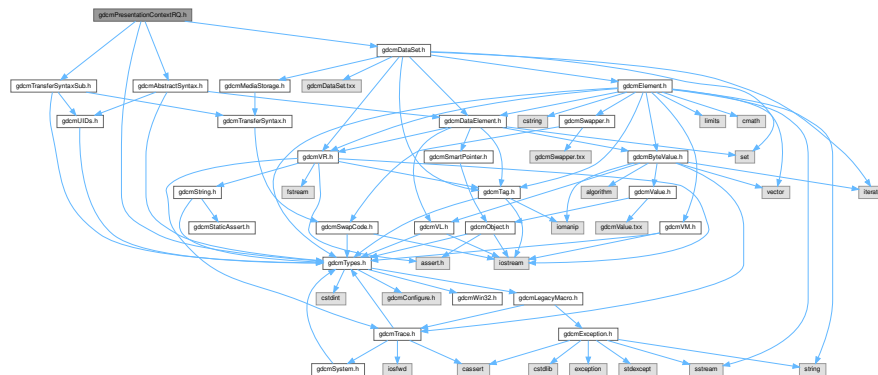 gdcmPresentationContextRQ.h
gdcmDataSet.h
gdcmTransferSyntaxSub.h
gdcmAbstractSyntax.h
gdcmMediaStorage.h
gdcmDataSet.txx
gdcmElement.h
gdcmUIDs.h
gdcmTransferSyntax.h
gdcmDataElement.h
cstring
gdcmSwapper.h
limits
cmath
gdcmVR.h
gdcmSmartPointer.h
gdcmSwapper.txx
gdcmByteValue.h
set
gdcmString.h
fstream
gdcmTag.h
algorithm
gdcmValue.h
vector
iterat
gdcmStaticAssert.h
gdcmSwapCode.h
gdcmVL.h
gdcmObject.h
iomanip
gdcmValue.txx
gdcmVM.h
gdcmTypes.h
assert.h
iostream
cstdint
gdcmConfigure.h
gdcmWin32.h
gdcmLegacyMacro.h
gdcmTrace.h
gdcmException.h
gdcmSystem.h
iosfwd
cassert
cstdlib
exception
stdexcept
sstream
string